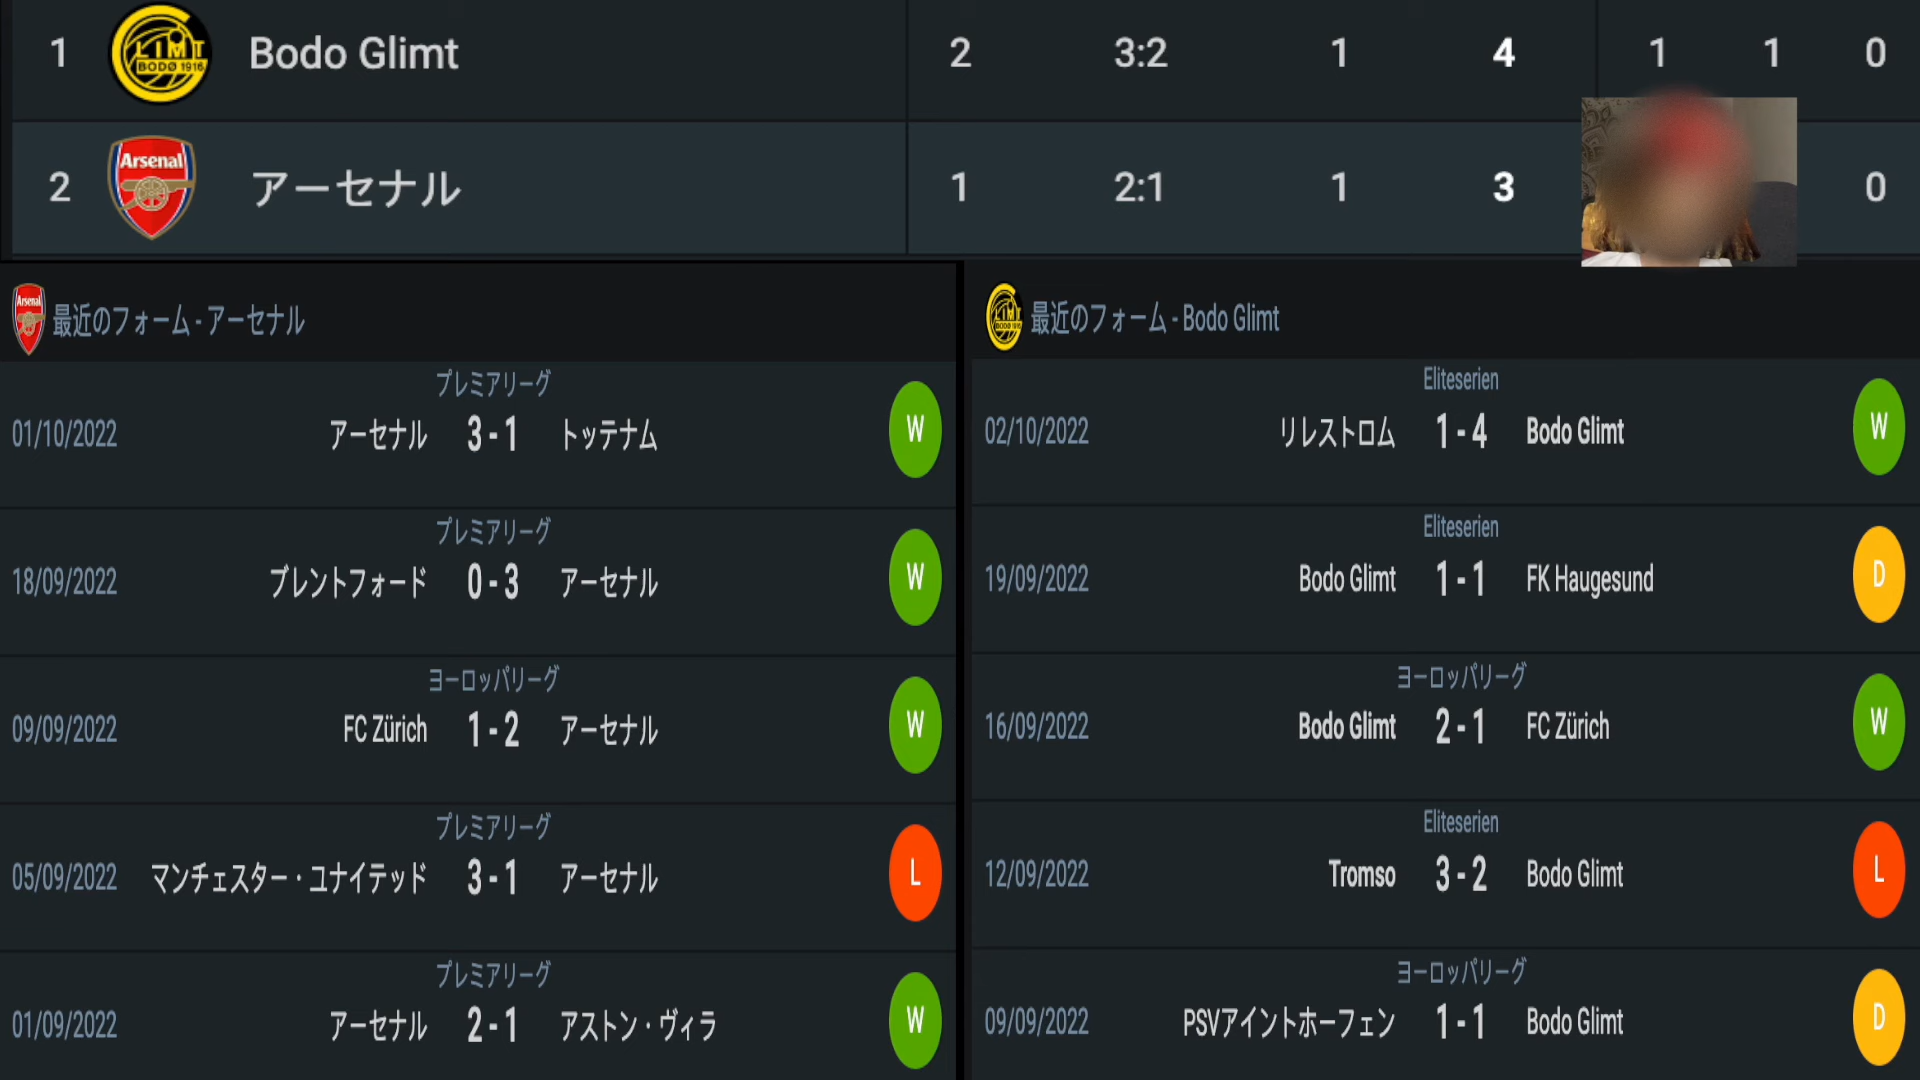 1 LIMT BODØ 1916 Bodo Glimt 2 3:2 1 4 1 1 0
2 Arsenal アーセナル 1 2:1 1 3 0
Arsenal 最近のフォーム - アーセナル
プレミアリーグ
01/10/2022 アーセナル 3 - 1 トッテナム W
プレミアリーグ
18/09/2022 ブレントフォード 0 - 3 アーセナル W
ヨーロッパリーグ
09/09/2022 FC Zürich 1 - 2 アーセナル W
プレミアリーグ
05/09/2022 マンチェスター・ユナイテッド 3 - 1 アーセナル L
プレミアリーグ
01/09/2022 アーセナル 2 - 1 アストン・ヴィラ W
LIMT BODØ 1916 最近のフォーム - Bodo Glimt
Eliteserien
02/10/2022 リレストロム 1 - 4 Bodo Glimt W
Eliteserien
19/09/2022 Bodo Glimt 1 - 1 FK Haugesund D
ヨーロッパリーグ
16/09/2022 Bodo Glimt 2 - 1 FC Zürich W
Eliteserien
12/09/2022 Tromso 3 - 2 Bodo Glimt L
ヨーロッパリーグ
09/09/2022 PSVアイントホーフェン 1 - 1 Bodo Glimt D